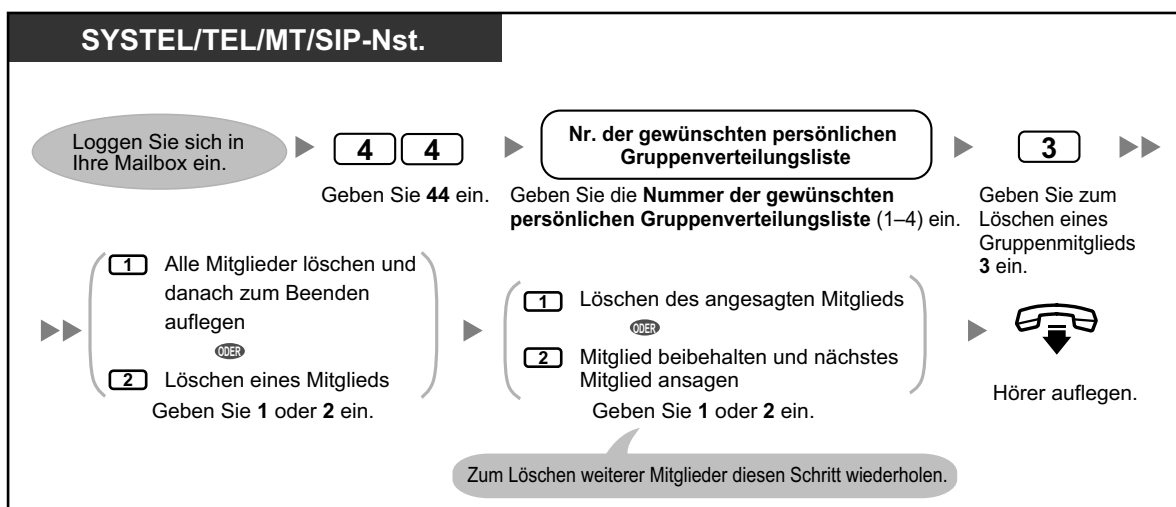 SYSTEL/TEL/MT/SIP-Nst.
Loggen Sie sich in
Ihre Mailbox ein.
4 4
Geben Sie 44 ein.
Nr. der gewünschten persönlichen
Gruppenverteilungsliste
Geben Sie die Nummer der gewünschten
persönlichen Gruppenverteilungsliste (1–4) ein.
3
Geben Sie zum
Löschen eines
Gruppenmitglieds
3 ein.
1 Alle Mitglieder löschen und
danach zum Beenden
auflegen
ODER
2 Löschen eines Mitglieds
Geben Sie 1 oder 2 ein.
1 Löschen des angesagten Mitglieds
ODER
2 Mitglied beibehalten und nächstes
Mitglied ansagen
Geben Sie 1 oder 2 ein.
Zum Löschen weiterer Mitglieder diesen Schritt wiederholen.
Hörer auflegen.